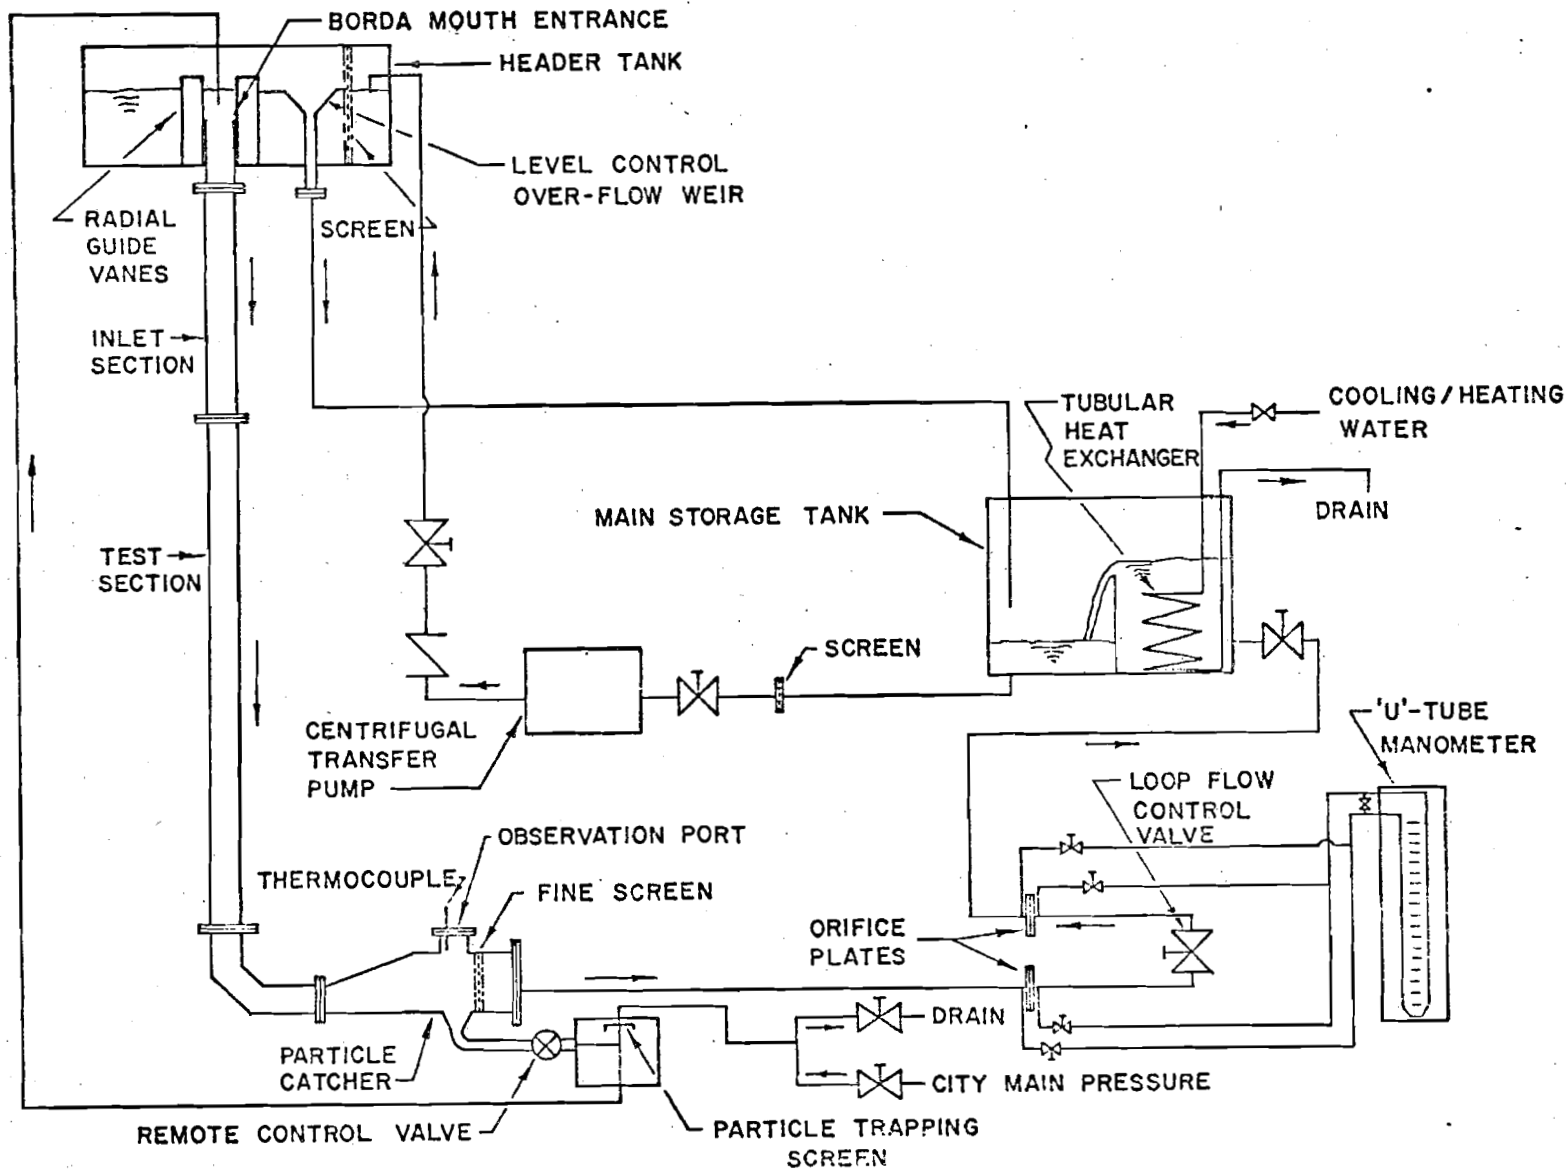 BORDA MOUTH ENTRANCE
HEADER TANK
LEVEL CONTROL
OVER-FLOW WEIR
RADIAL
GUIDE
VANES
SCREEN
INLET
SECTION
TUBULAR
HEAT
EXCHANGER
COOLING/HEATING
WATER
MAIN STORAGE TANK
DRAIN
TEST
SECTION
SCREEN
CENTRIFUGAL
TRANSFER
PUMP
'U'-TUBE
MANOMETER
LOOP FLOW
CONTROL
VALVE
OBSERVATION PORT
THERMOCOUPLE
FINE SCREEN
ORIFICE
PLATES
DRAIN
PARTICLE
CATCHER
CITY MAIN PRESSURE
REMOTE CONTROL VALVE
PARTICLE TRAPPING
SCREEN